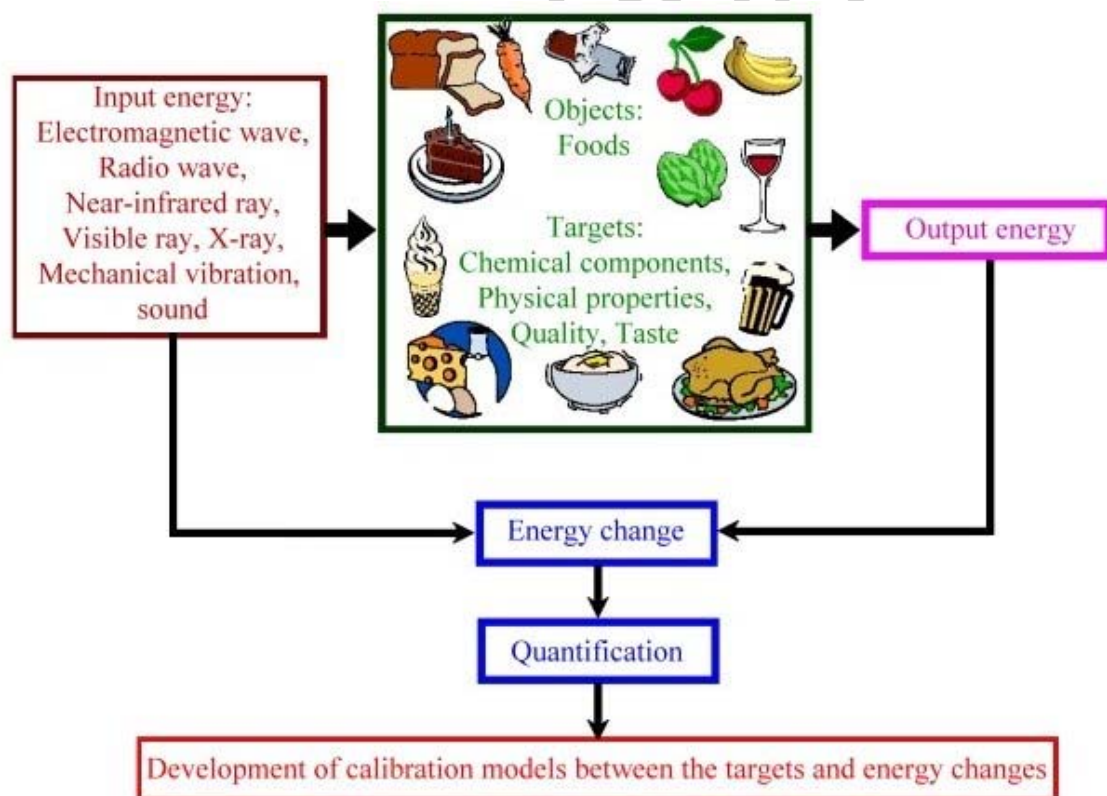 Input energy:
Electromagnetic wave,
Radio wave,
Near-infrared ray,
Visible ray, X-ray,
Mechanical vibration,
sound
Objects:
Foods
Targets:
Chemical components,
Physical properties,
Quality, Taste
Output energy
Energy change
Quantification
Development of calibration models between the targets and energy changes